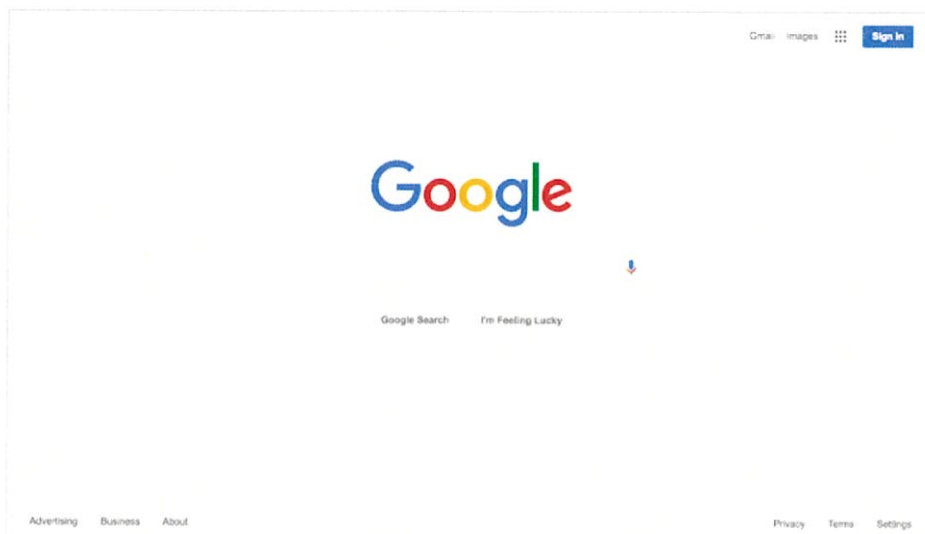 Gmail Images Sign in
Google
Google Search I'm Feeling Lucky
Advertising Business About Privacy Terms Settings